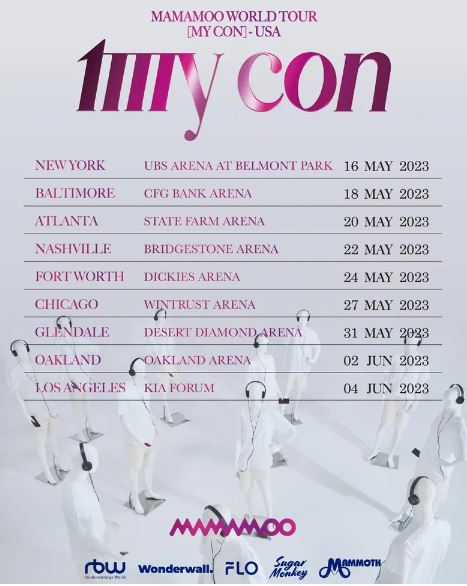 MAMAMOO WORLD TOUR
[MY CON] - USA
my con
NEW YORK UBS ARENA AT BELMONT PARK 16 MAY 2023
BALTIMORE CFG BANK ARENA 18 MAY 2023
ATLANTA STATE FARM ARENA 20 MAY 2023
NASHVILLE BRIDGESTONE ARENA 22 MAY 2023
FORT WORTH DICKIES ARENA 24 MAY 2023
CHICAGO WINTRUST ARENA 27 MAY 2023
GLENDALE DESERT DIAMOND ARENA 31 MAY 2023
OAKLAND OAKLAND ARENA 02 JUN 2023
LOS ANGELES KIA FORUM 04 JUN 2023
MAMAMOO
rbw Wonderwall. FLO Sugar Monkey MAMMOTH
Rainbowbridge World